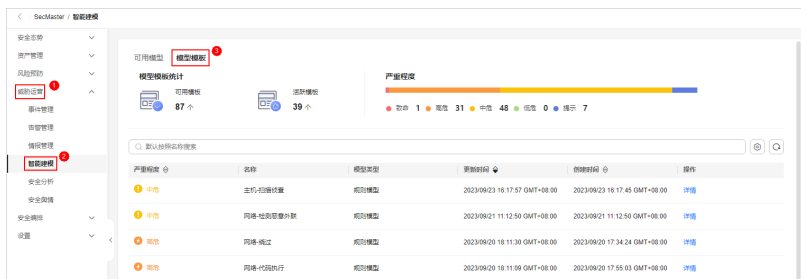 SecMaster / 智能建模
安全态势
资产管理
风险预防
威胁运营 1
事件管理
告警管理
情报管理
智能建模 2
安全分析
安全舆情
安全编排
设置
可用模型 模型模板 3
模型模板统计
可用模板
87 个
活跃模板
39 个
严重程度
致命 1 高危 31 中危 48 低危 0 提示 7
默认按照名称搜索
严重程度 名称 模型类型 更新时间 创建时间 操作
中危 主机-扫描侦查 规则模型 2023/09/23 16:17:57 GMT+08:00 2023/09/23 16:17:45 GMT+08:00 详情
中危 网络-检测恶意外联 规则模型 2023/09/21 11:12:50 GMT+08:00 2023/09/21 11:12:50 GMT+08:00 详情
高危 网络-绕过 规则模型 2023/09/20 18:11:30 GMT+08:00 2023/09/20 17:34:24 GMT+08:00 详情
高危 网络-代码执行 规则模型 2023/09/20 18:11:09 GMT+08:00 2023/09/20 17:55:03 GMT+08:00 详情